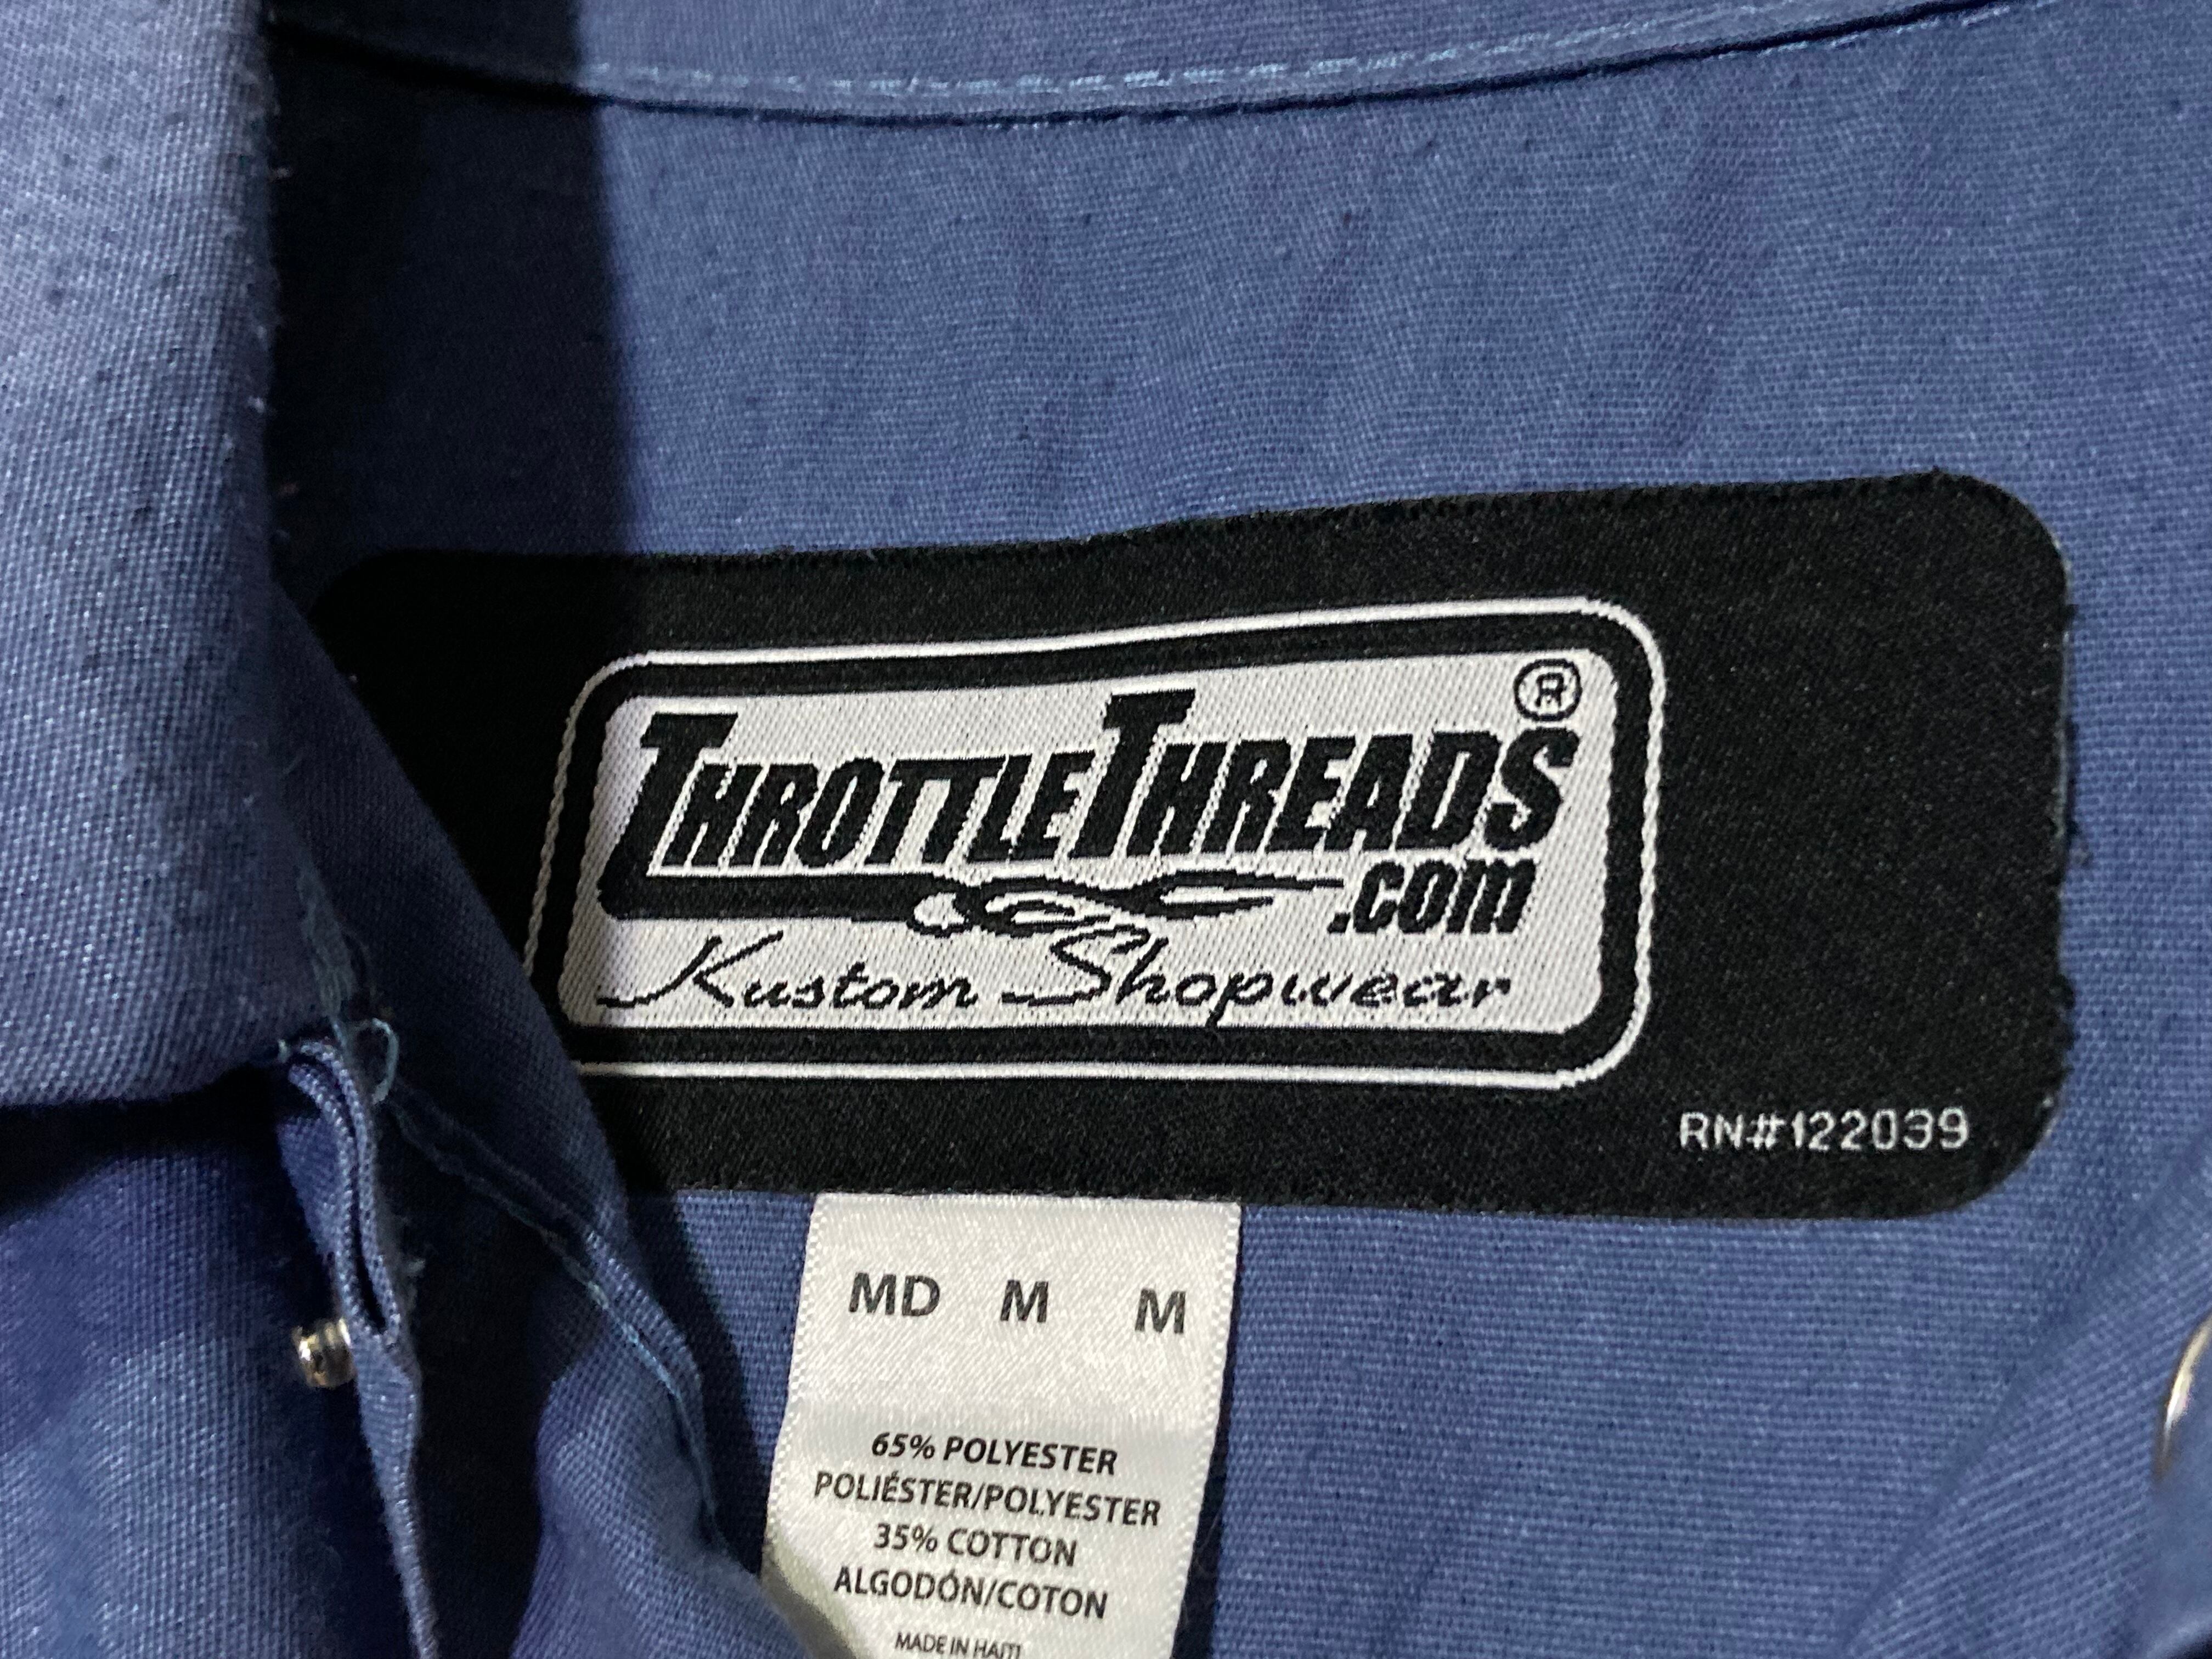 THROTTLETHREADS®
.COM
Kustom Shopwear
RN#122039
MD M M
65% POLYESTER
POLIÉSTER/POLYESTER
35% COTTON
ALGODÓN/COTON
MADE IN HAITI